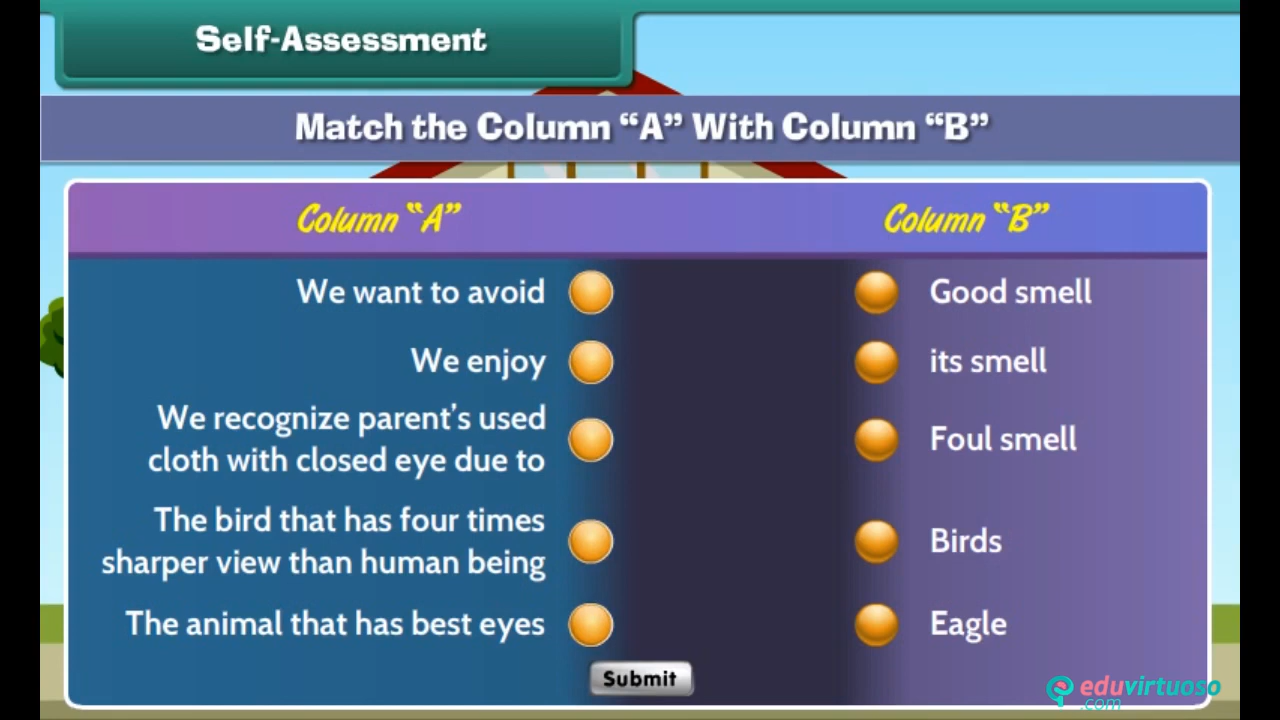 Self-Assessment
Match the Column “A” With Column “B”
Column “A”
Column “B”
We want to avoid
Good smell
We enjoy
its smell
We recognize parent’s used
cloth with closed eye due to
Foul smell
The bird that has four times
sharper view than human being
Birds
The animal that has best eyes
Eagle
Submit
eduvirtuoso
.com